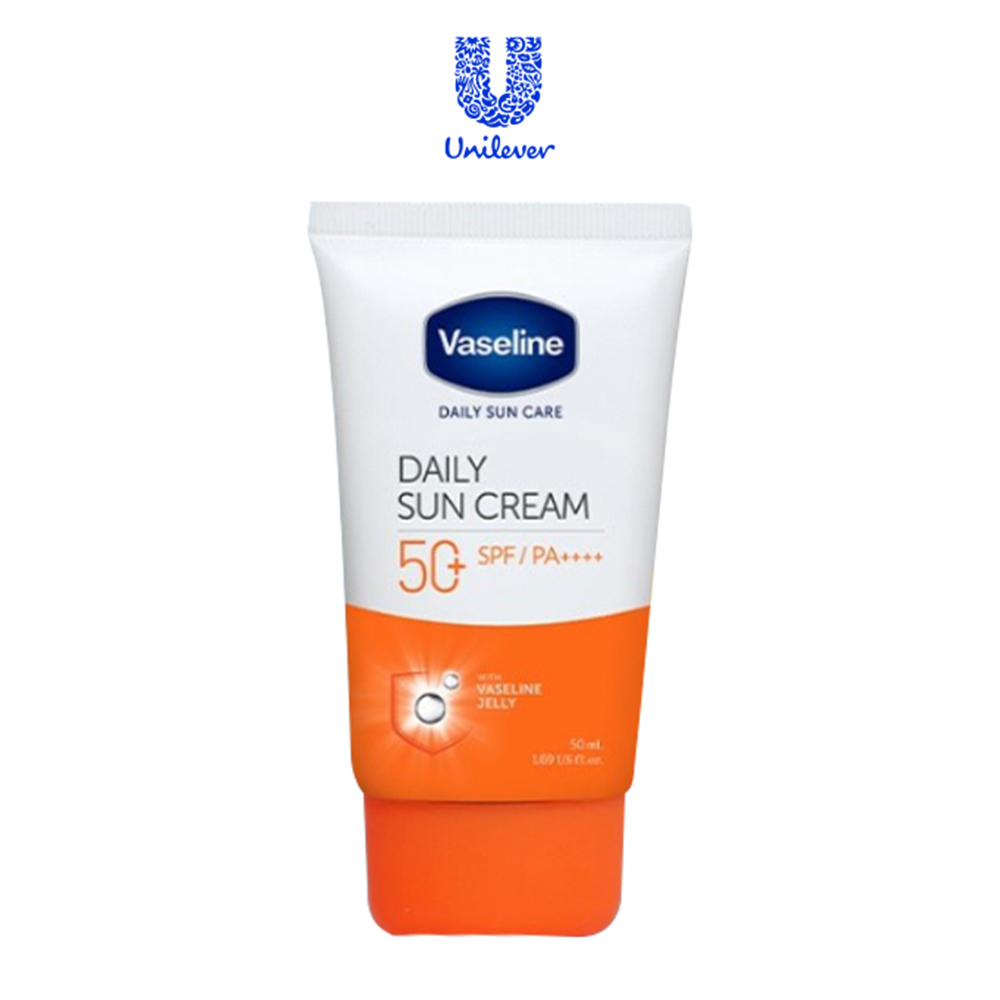 Unilever
Vaseline
DAILY SUN CARE
DAILY
SUN CREAM
50+ SPF / PA++++
WITH
VASELINE
JELLY
50 mL
1.69 US fl.oz.